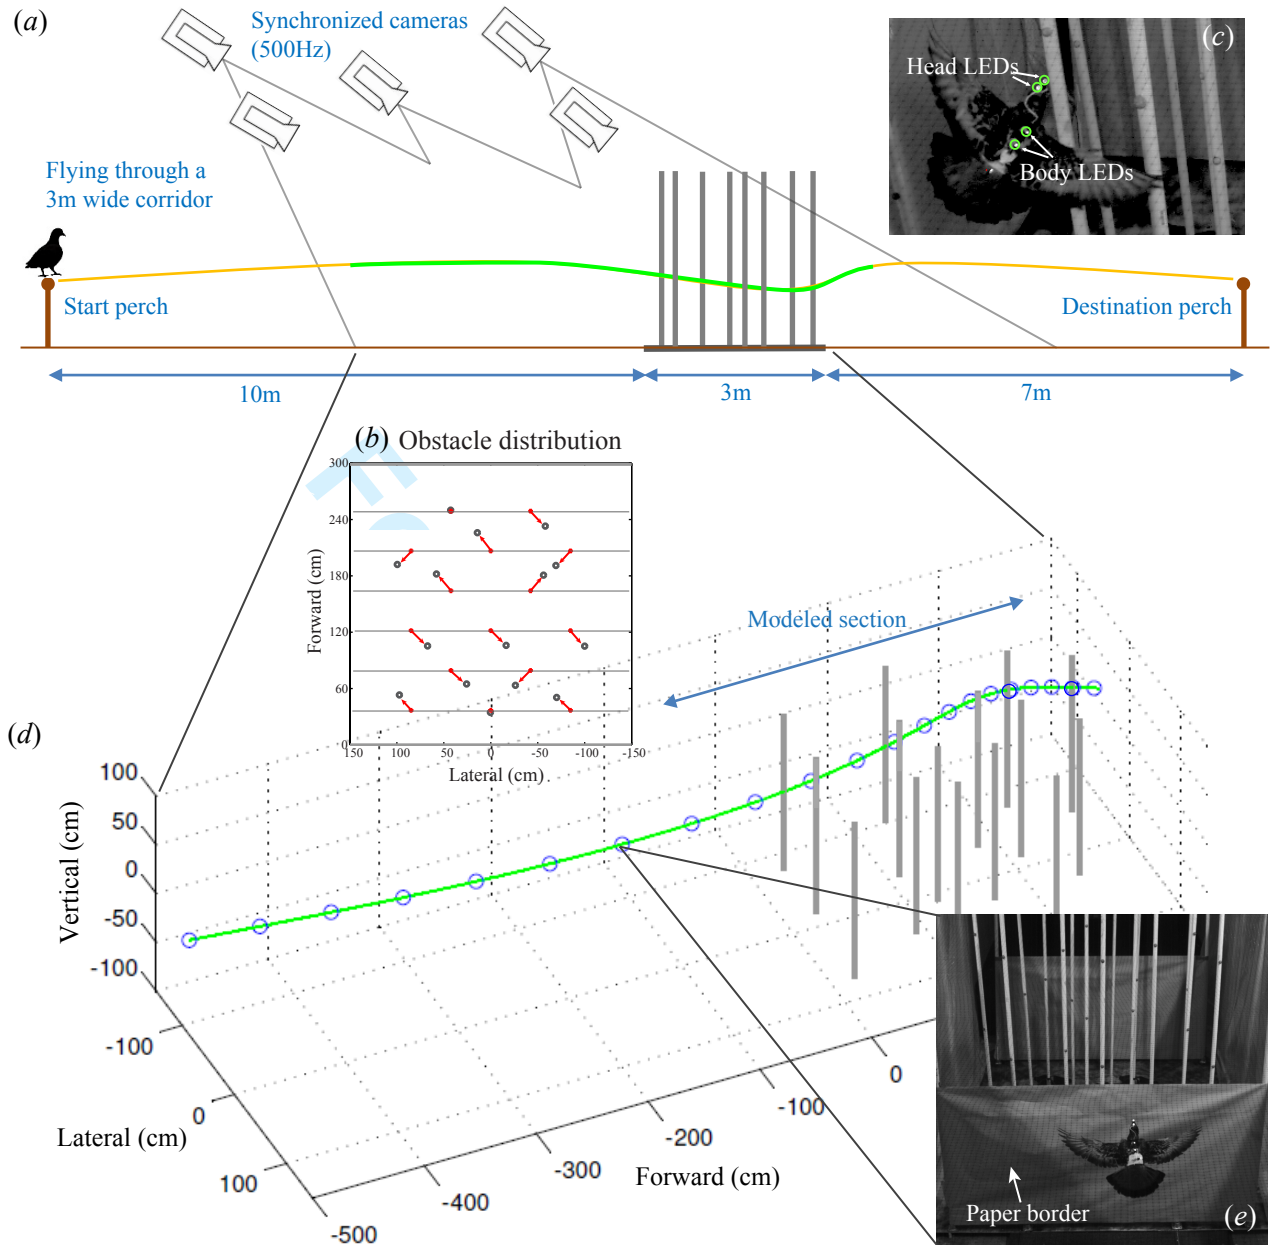 (a)
Synchronized cameras
(500Hz)
(c)
Head LEDs
Body LEDs
Flying through a
3m wide corridor
Start perch
Destination perch
10m
3m
7m
(b) Obstacle distribution
300
240
180
120
60
0
Forward (cm)
150 100 50 0 -50 -100 -150
Lateral (cm)
Modeled section
(d)
100
50
0
-50
-100
Vertical (cm)
-100
0
100
Lateral (cm)
-500
-400
-300
-200
-100
0
Forward (cm)
Paper border
(e)